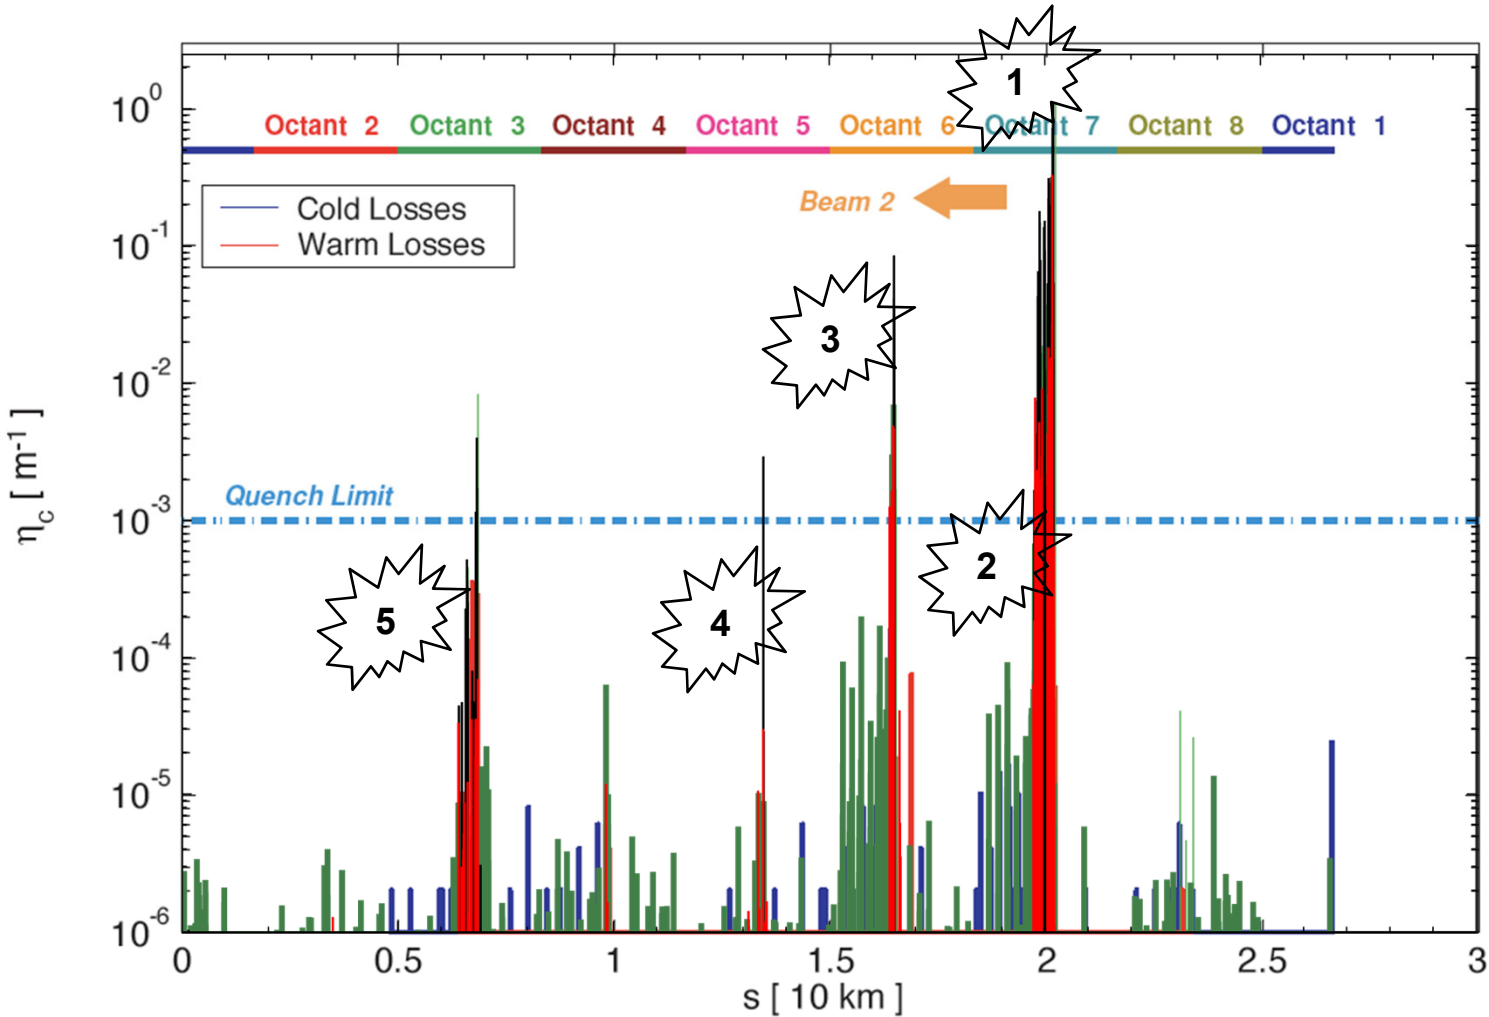 1
10^0
Octant 2 Octant 3 Octant 4 Octant 5 Octant 6 Octant 7 Octant 8 Octant 1
Cold Losses
Warm Losses
Beam 2
10^-1
3
10^-2
Quench Limit
10^-3
2
5
4
10^-4
10^-5
10^-6
η_c [ m^-1 ]
0 0.5 1 1.5 2 2.5 3
s [ 10 km ]